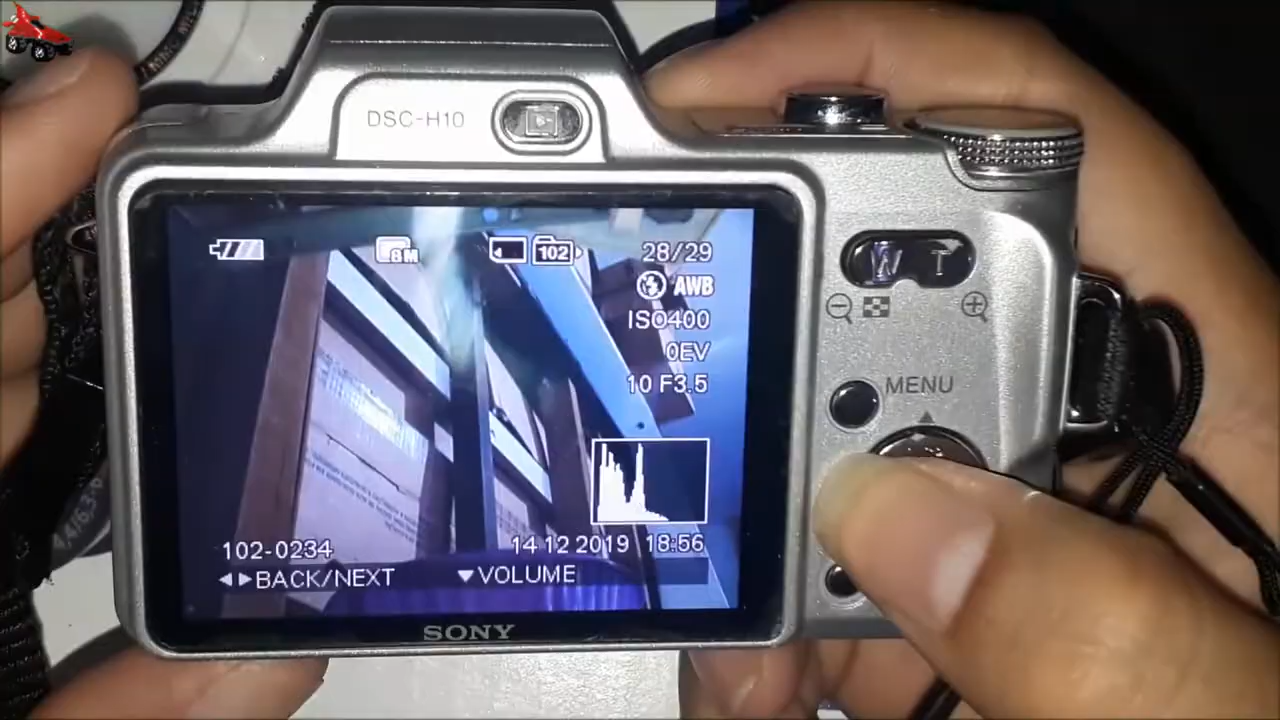 DSC-H10
W T
8M 102 28/29
AWB
ISO400
0EV
10 F3.5
MENU
102-0234 14 12 2019 18:56
BACK/NEXT VOLUME
SONY